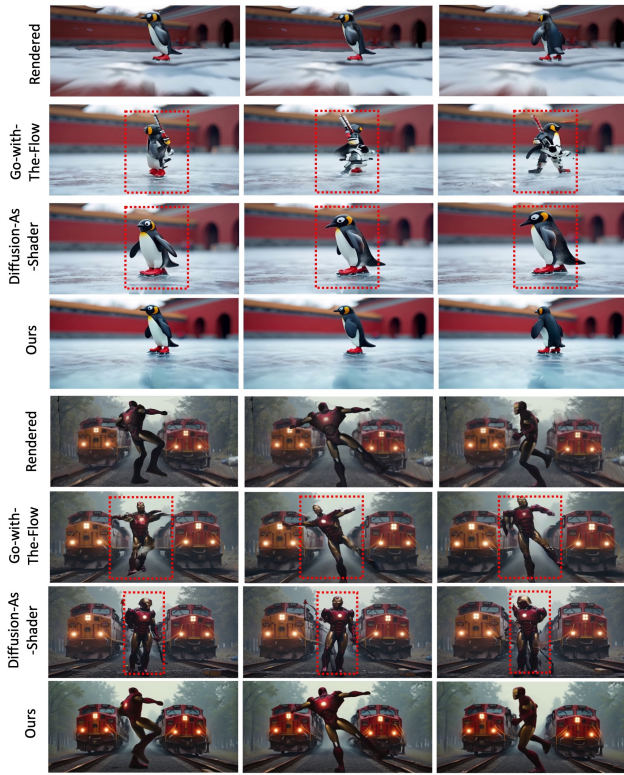 Rendered
Go-with-
The-Flow
Diffusion-As
-Shader
Ours
Rendered
Go-with-
The-Flow
Diffusion-As
-Shader
Ours